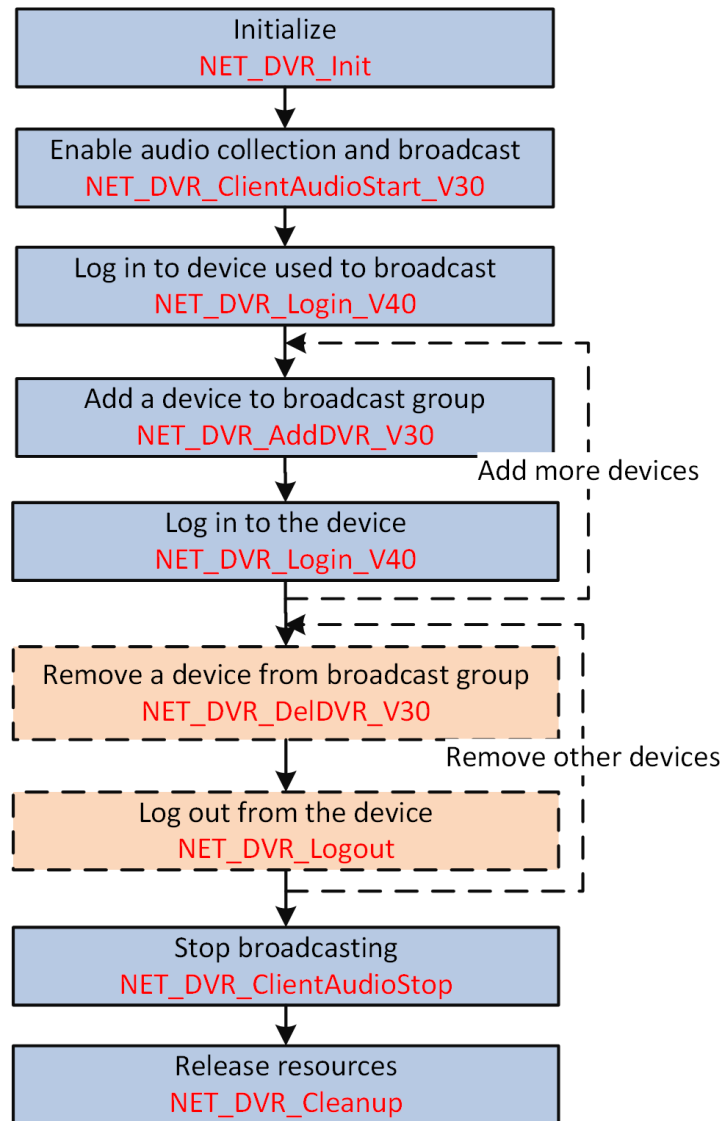 Initialize
NET_DVR_Init
Enable audio collection and broadcast
NET_DVR_ClientAudioStart_V30
Log in to device used to broadcast
NET_DVR_Login_V40
Add a device to broadcast group
NET_DVR_AddDVR_V30
Add more devices
Log in to the device
NET_DVR_Login_V40
Remove a device from broadcast group
NET_DVR_DelDVR_V30
Remove other devices
Log out from the device
NET_DVR_Logout
Stop broadcasting
NET_DVR_ClientAudioStop
Release resources
NET_DVR_Cleanup